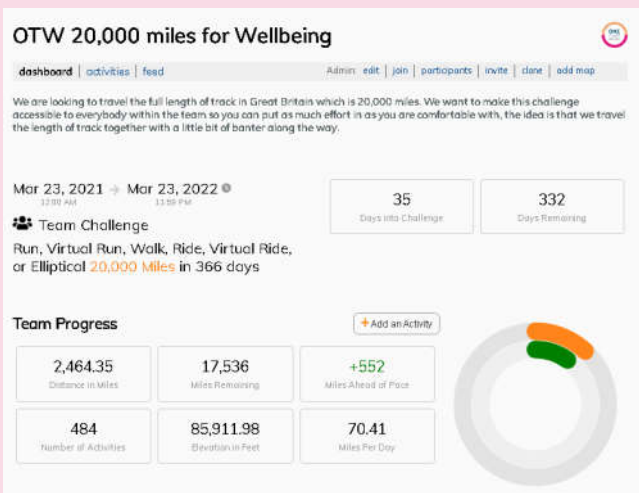 OTW 20,000 miles for Wellbeing
dashboard | activities | feed
Admin: edit | join | participants | invite | clone | add map
We are looking to travel the full length of track in Great Britain which is 20,000 miles. We want to make this challenge
accessible to everybody within the team so you can put as much effort in as you are comfortable with, the idea is that we travel
the length of track together with a little bit of banter along the way.
Mar 23, 2021 → Mar 23, 2022
12:00 AM 11:59 PM
35
Days into Challenge
332
Days Remaining
Team Challenge
Run, Virtual Run, Walk, Ride, Virtual Ride,
or Elliptical 20,000 Miles in 366 days
Team Progress
+Add an Activity
2,464.35
Distance in Miles
17,536
Miles Remaining
+552
Miles Ahead of Pace
484
Number of Activities
85,911.98
Elevation in Feet
70.41
Miles Per Day